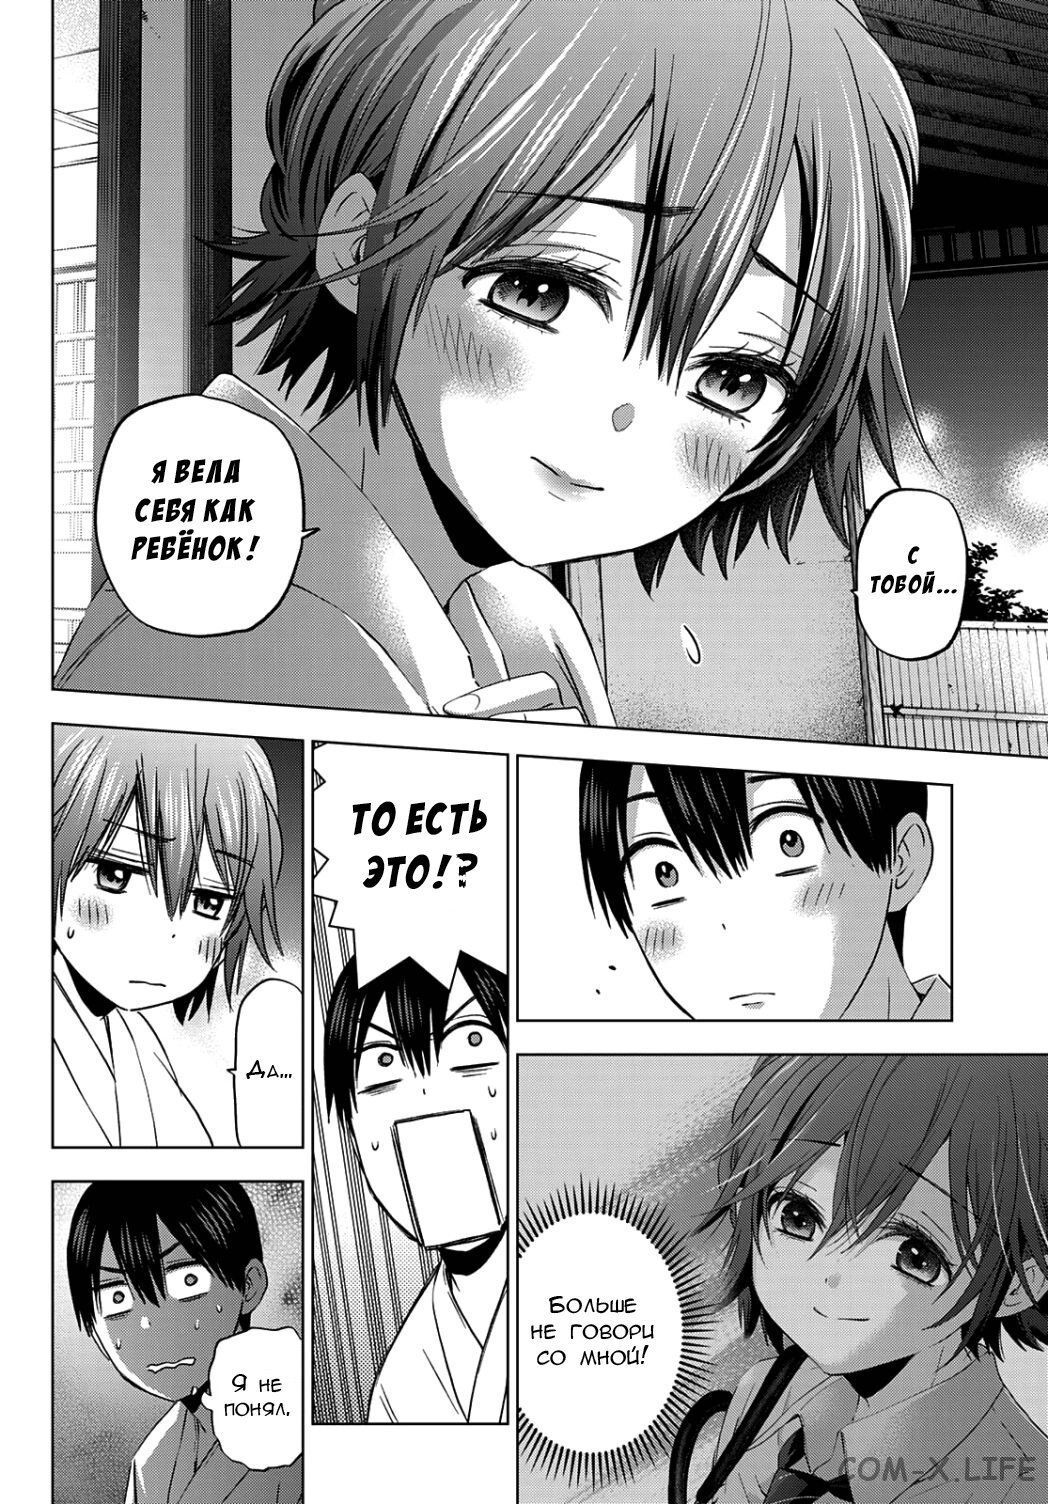 С
ТОБОЙ...
Я ВЕЛА
СЕБЯ КАК
РЕБЁНОК!
ТО ЕСТЬ
ЭТО!?
Да...
Больше
не говори
со мной!
Я не
понял.
COM-X.LIFE